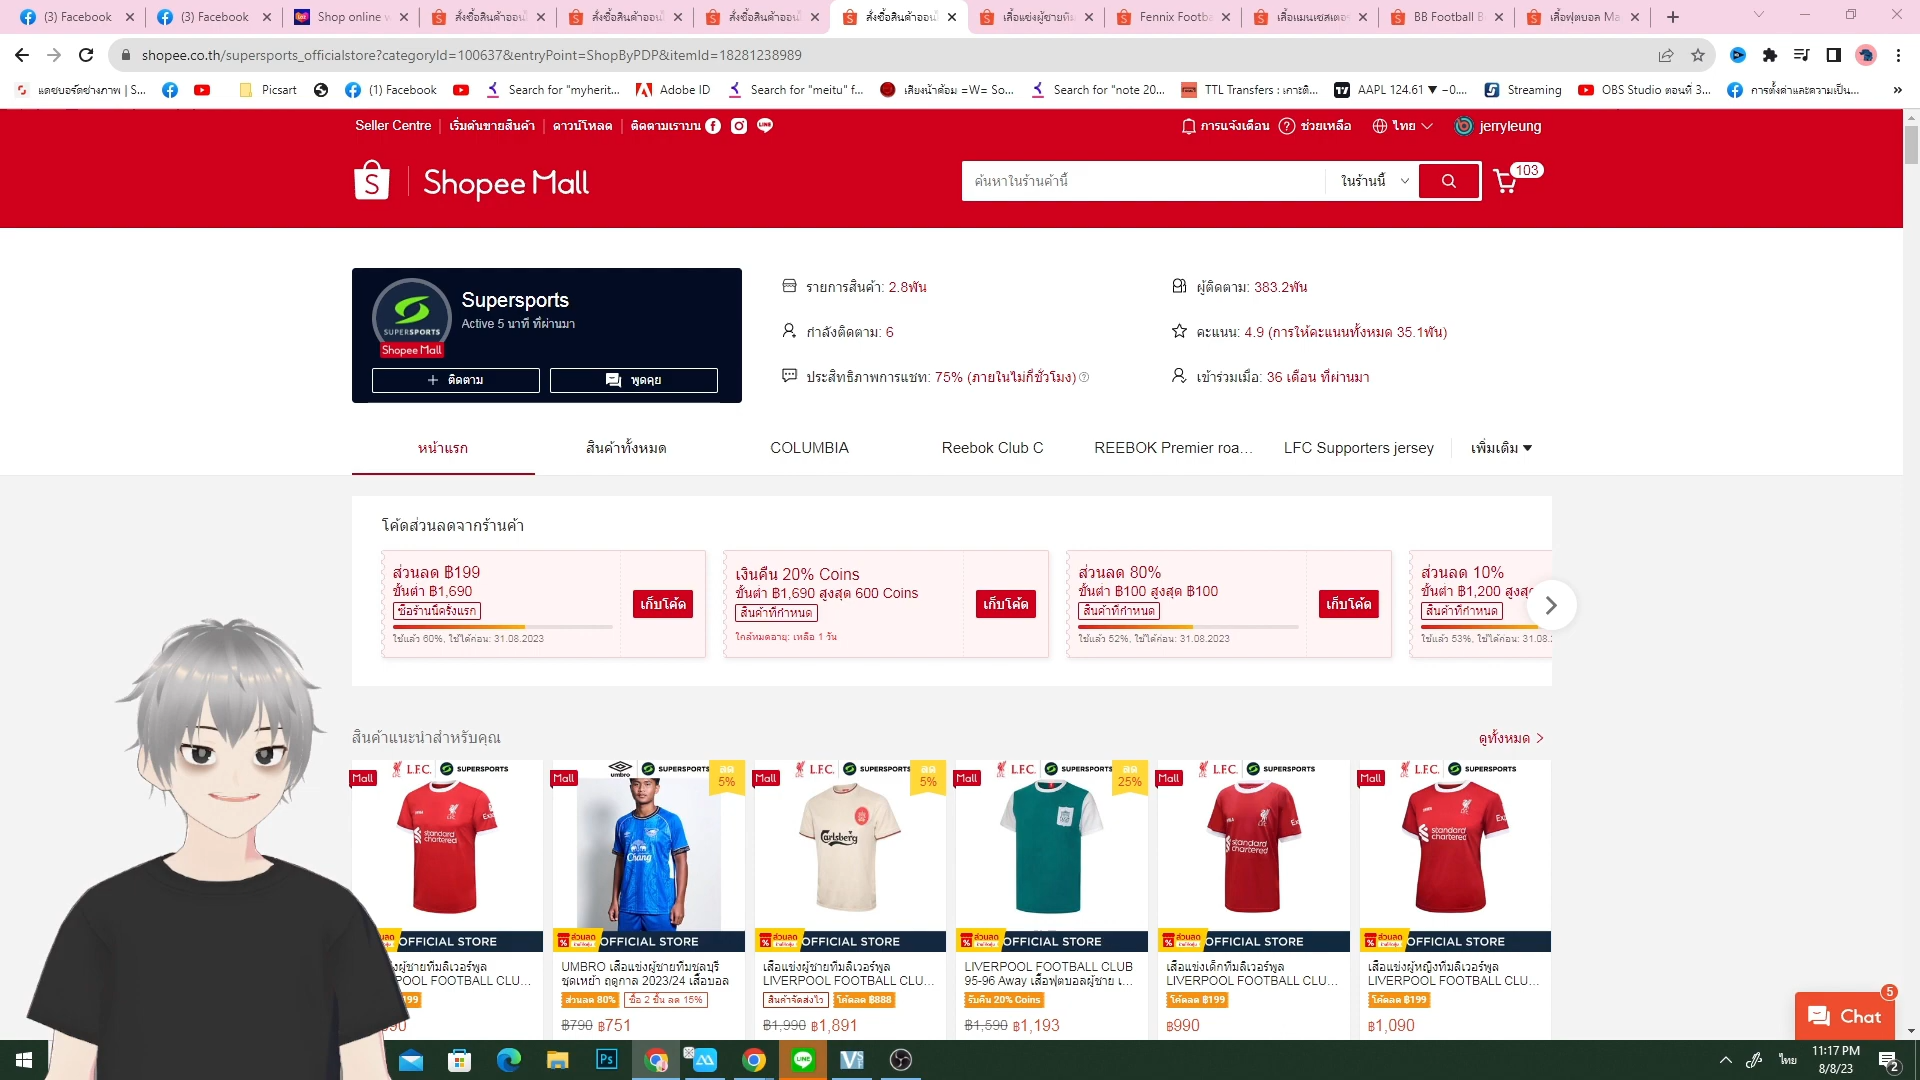 (3) Facebook
(3) Facebook
Shop online w
สั่งซื้อสินค้าออนไ
สั่งซื้อสินค้าออนไ
สั่งซื้อสินค้าออนไ
สั่งซื้อสินค้าออนไ
เสื้อแข่งผู้ชายทีม
Fennix Footba
เสื้อแมนเชสเตอร
BB Football B
เสื้อฟุตบอล Ma
shopee.co.th/supersports_officialstore?categoryId=100637&entryPoint=ShopByPDP&itemId=18281238989
แดชบอร์ดช่างภาพ | S...
Picsart
(1) Facebook
Search for "myherit...
Adobe ID
Search for "meitu" f...
เสียงน้าค้อม =W= So...
Search for "note 20...
TTL Transfers : เกาะติ...
AAPL 124.61 ▼ −0....
Streaming
OBS Studio ตอนที่ 3...
การตั้งค่าและความเป็น...
Seller Centre
เริ่มต้นขายสินค้า
ดาวน์โหลด
ติดตามเราบน
การแจ้งเตือน
ช่วยเหลือ
ไทย
jerryleung
Shopee Mall
ค้นหาในร้านค้านี้
ในร้านนี้
103
Supersports
Active 5 นาที ที่ผ่านมา
SUPERSPORTS
Shopee Mall
+ ติดตาม
พูดคุย
รายการสินค้า: 2.8พัน
ผู้ติดตาม: 383.2พัน
กำลังติดตาม: 6
คะแนน: 4.9 (การให้คะแนนทั้งหมด 35.1พัน)
ประสิทธิภาพการแชท: 75% (ภายในไม่กี่ชั่วโมง)
เข้าร่วมเมื่อ: 36 เดือน ที่ผ่านมา
หน้าแรก
สินค้าทั้งหมด
COLUMBIA
Reebok Club C
REEBOK Premier roa...
LFC Supporters jersey
เพิ่มเติม
โค้ดส่วนลดจากร้านค้า
ส่วนลด ฿199
ขั้นต่ำ ฿1,690
ซื้อร้านนี้ครั้งแรก
ใช้แล้ว 60%, ใช้ได้ก่อน: 31.08.2023
เก็บโค้ด
เงินคืน 20% Coins
ขั้นต่ำ ฿1,690 สูงสุด 600 Coins
สินค้าที่กำหนด
ใกล้หมดอายุ: เหลือ 1 วัน
เก็บโค้ด
ส่วนลด 80%
ขั้นต่ำ ฿100 สูงสุด ฿100
สินค้าที่กำหนด
ใช้แล้ว 52%, ใช้ได้ก่อน: 31.08.2023
เก็บโค้ด
ส่วนลด 10%
ขั้นต่ำ ฿1,200 สูงสุด
สินค้าที่กำหนด
ใช้แล้ว 53%, ใช้ได้ก่อน: 31.08.2
สินค้าแนะนำสำหรับคุณ
ดูทั้งหมด
Mall L.F.C. SUPERSPORTS
standard chartered
OFFICIAL STORE
งผู้ชายทีมลิเวอร์พูล
POOL FOOTBALL CLU...
199
90
Mall umbro SUPERSPORTS
ลด 5%
Chang
ส่วนลด OFFICIAL STORE
UMBRO เสื้อแข่งผู้ชายทีมชลบุรี
ชุดเหย้า ฤดูกาล 2023/24 เสื้อบอล
ส่วนลด 80% ซื้อ 2 ชิ้น ลด 15%
฿790 ฿751
Mall L.F.C. SUPERSPORTS
ลด 5%
Carlsberg
ส่วนลด OFFICIAL STORE
เสื้อแข่งผู้ชายทีมลิเวอร์พูล
LIVERPOOL FOOTBALL CLU...
สินค้าจัดส่งไว โค้ดลด ฿888
฿1,990 ฿1,891
Mall L.F.C. SUPERSPORTS
ลด 25%
ส่วนลด OFFICIAL STORE
LIVERPOOL FOOTBALL CLUB
95-96 Away เสื้อฟุตบอลผู้ชาย เ...
รับคืน 20% Coins
฿1,590 ฿1,193
Mall L.F.C. SUPERSPORTS
standard chartered
ส่วนลด OFFICIAL STORE
เสื้อแข่งเด็กทีมลิเวอร์พูล
LIVERPOOL FOOTBALL CLU...
โค้ดลด ฿199
฿990
Mall L.F.C. SUPERSPORTS
standard chartered
ส่วนลด OFFICIAL STORE
เสื้อแข่งผู้หญิงทีมลิเวอร์พูล
LIVERPOOL FOOTBALL CLU...
โค้ดลด ฿199
฿1,090
Chat
5
ไทย
11:17 PM
8/8/23
2